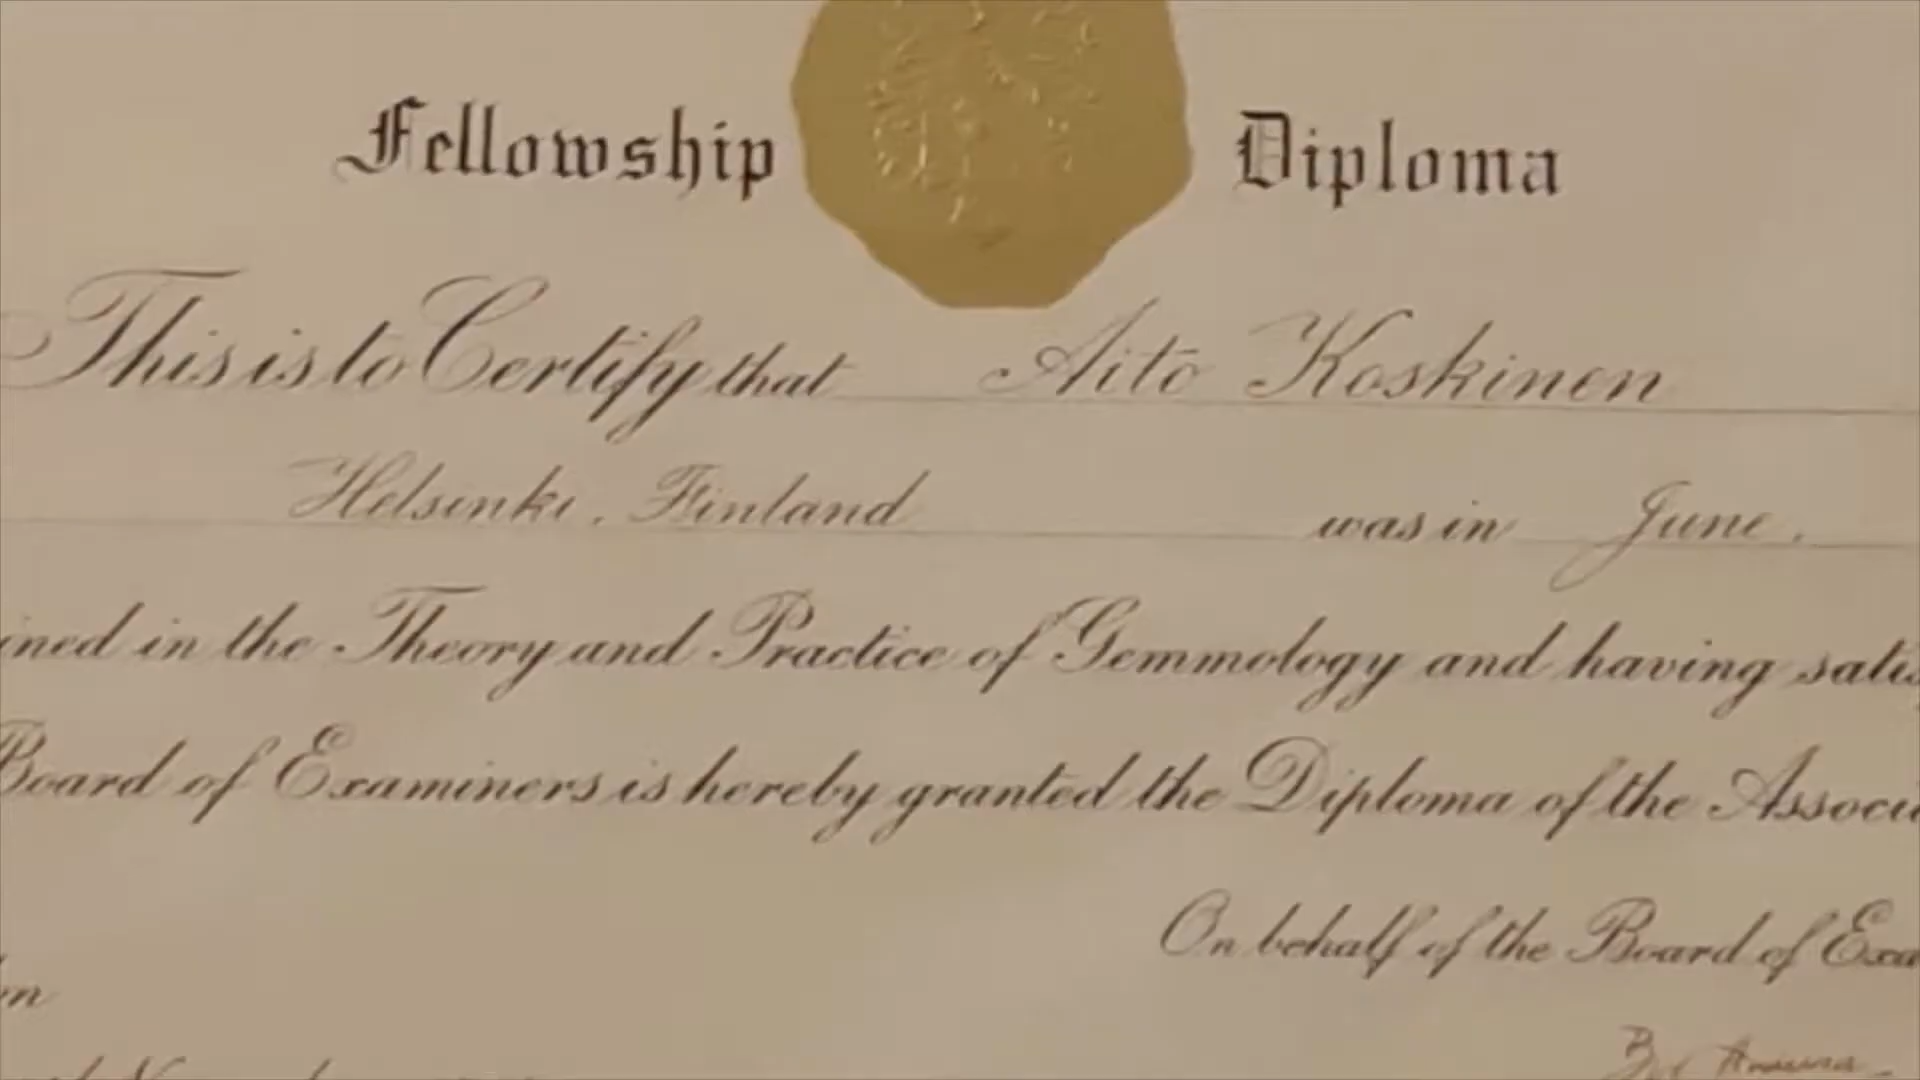 Fellowship Diploma
This is to Certify that Aito Koskinen
Helsinki, Finland was in June,
ined in the Theory and Practice of Gemmology and having satis
Board of Examiners is hereby granted the Diploma of the Associ
On behalf of the Board of Exa